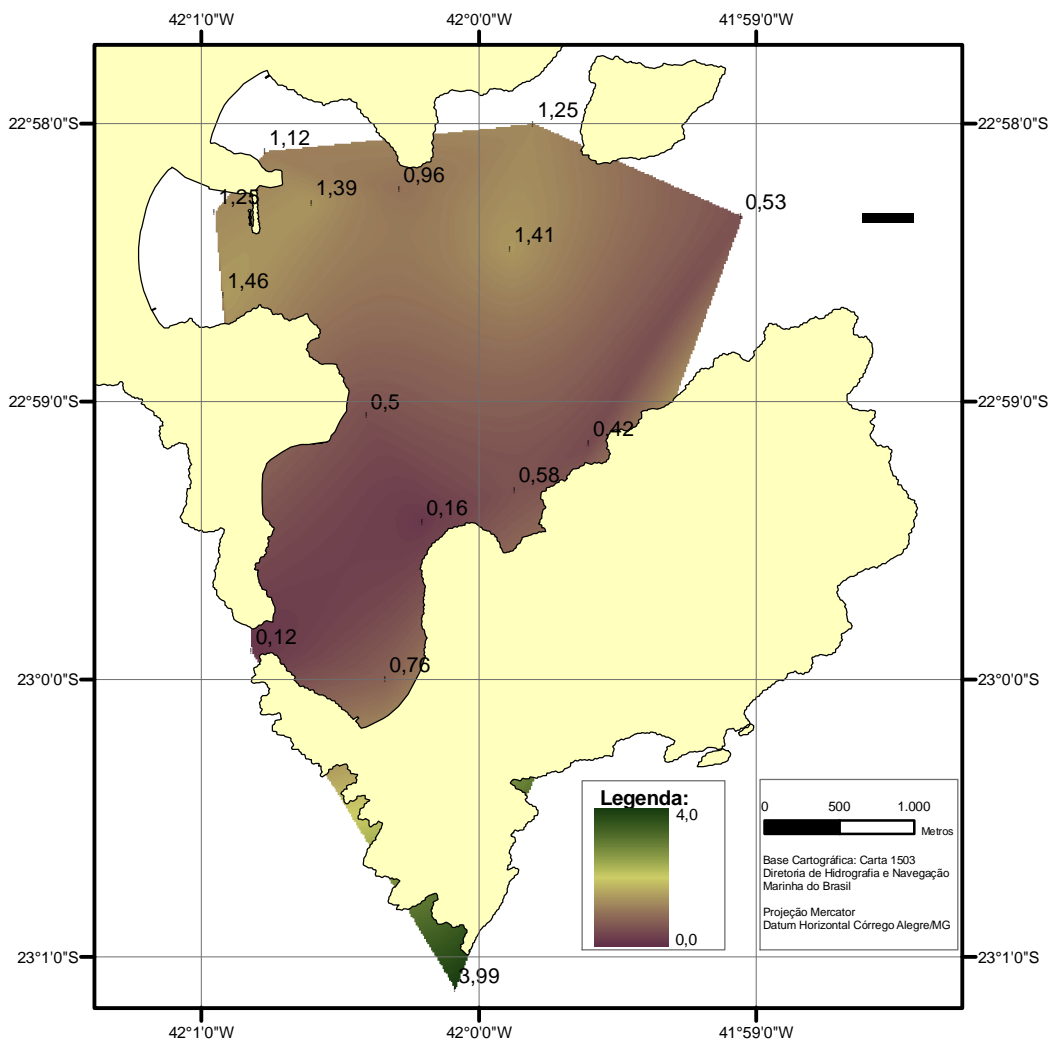 42°1'0"W
42°0'0"W
41°59'0"W
22°58'0"S
22°58'0"S
1,25
1,12
0,96
1,39
1,25
0,53
1,41
1,46
22°59'0"S
22°59'0"S
0,5
0,42
0,58
0,16
0,12
0,76
23°0'0"S
23°0'0"S
Legenda:
4,0
0,0
0 500 1.000
Metros
Base Cartográfica: Carta 1503
Diretoria de Hidrografia e Navegação
Marinha do Brasil
Projeção Mercator
Datum Horizontal Córrego Alegre/MG
23°1'0"S
23°1'0"S
3,99
42°1'0"W
42°0'0"W
41°59'0"W